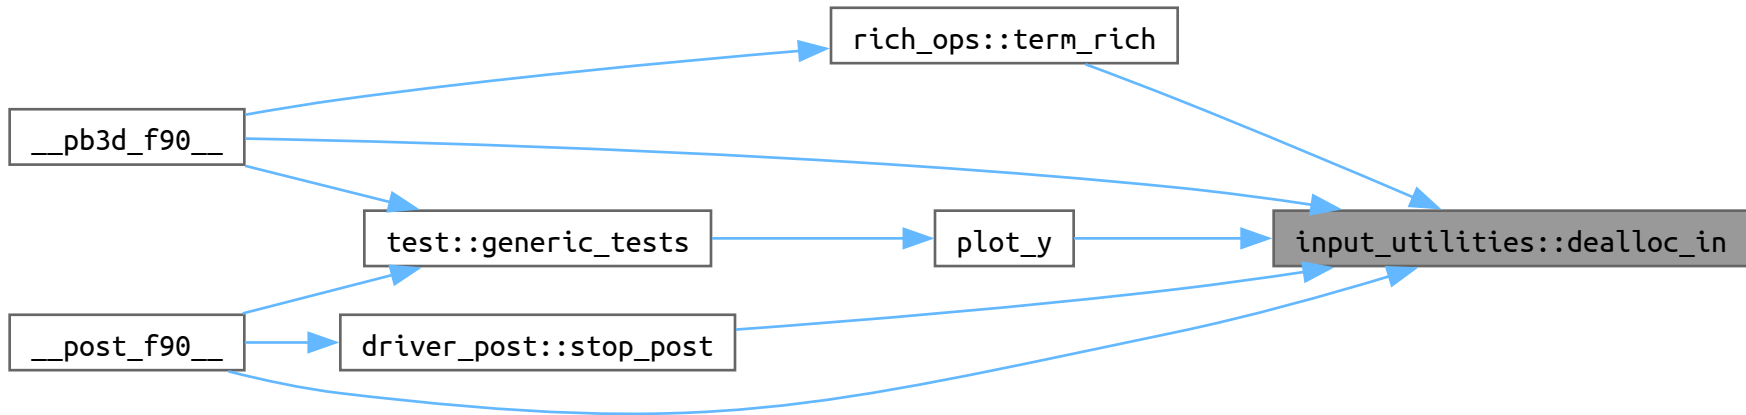 rich_ops::term_rich
__pb3d_f90__
test::generic_tests
plot_y
input_utilities::dealloc_in
__post_f90__
driver_post::stop_post